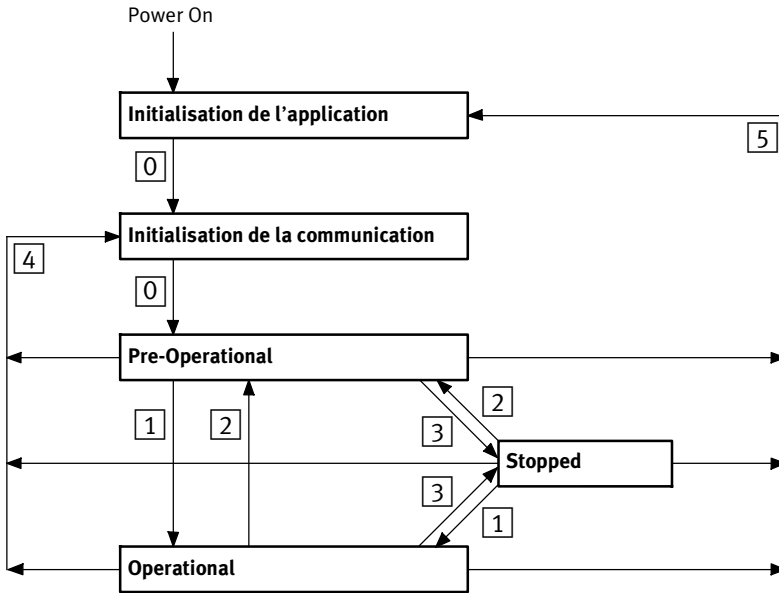 Power On
Initialisation de l’application
5
0
Initialisation de la communication
4
0
Pre-Operational
1
2
3
2
Stopped
3
1
Operational